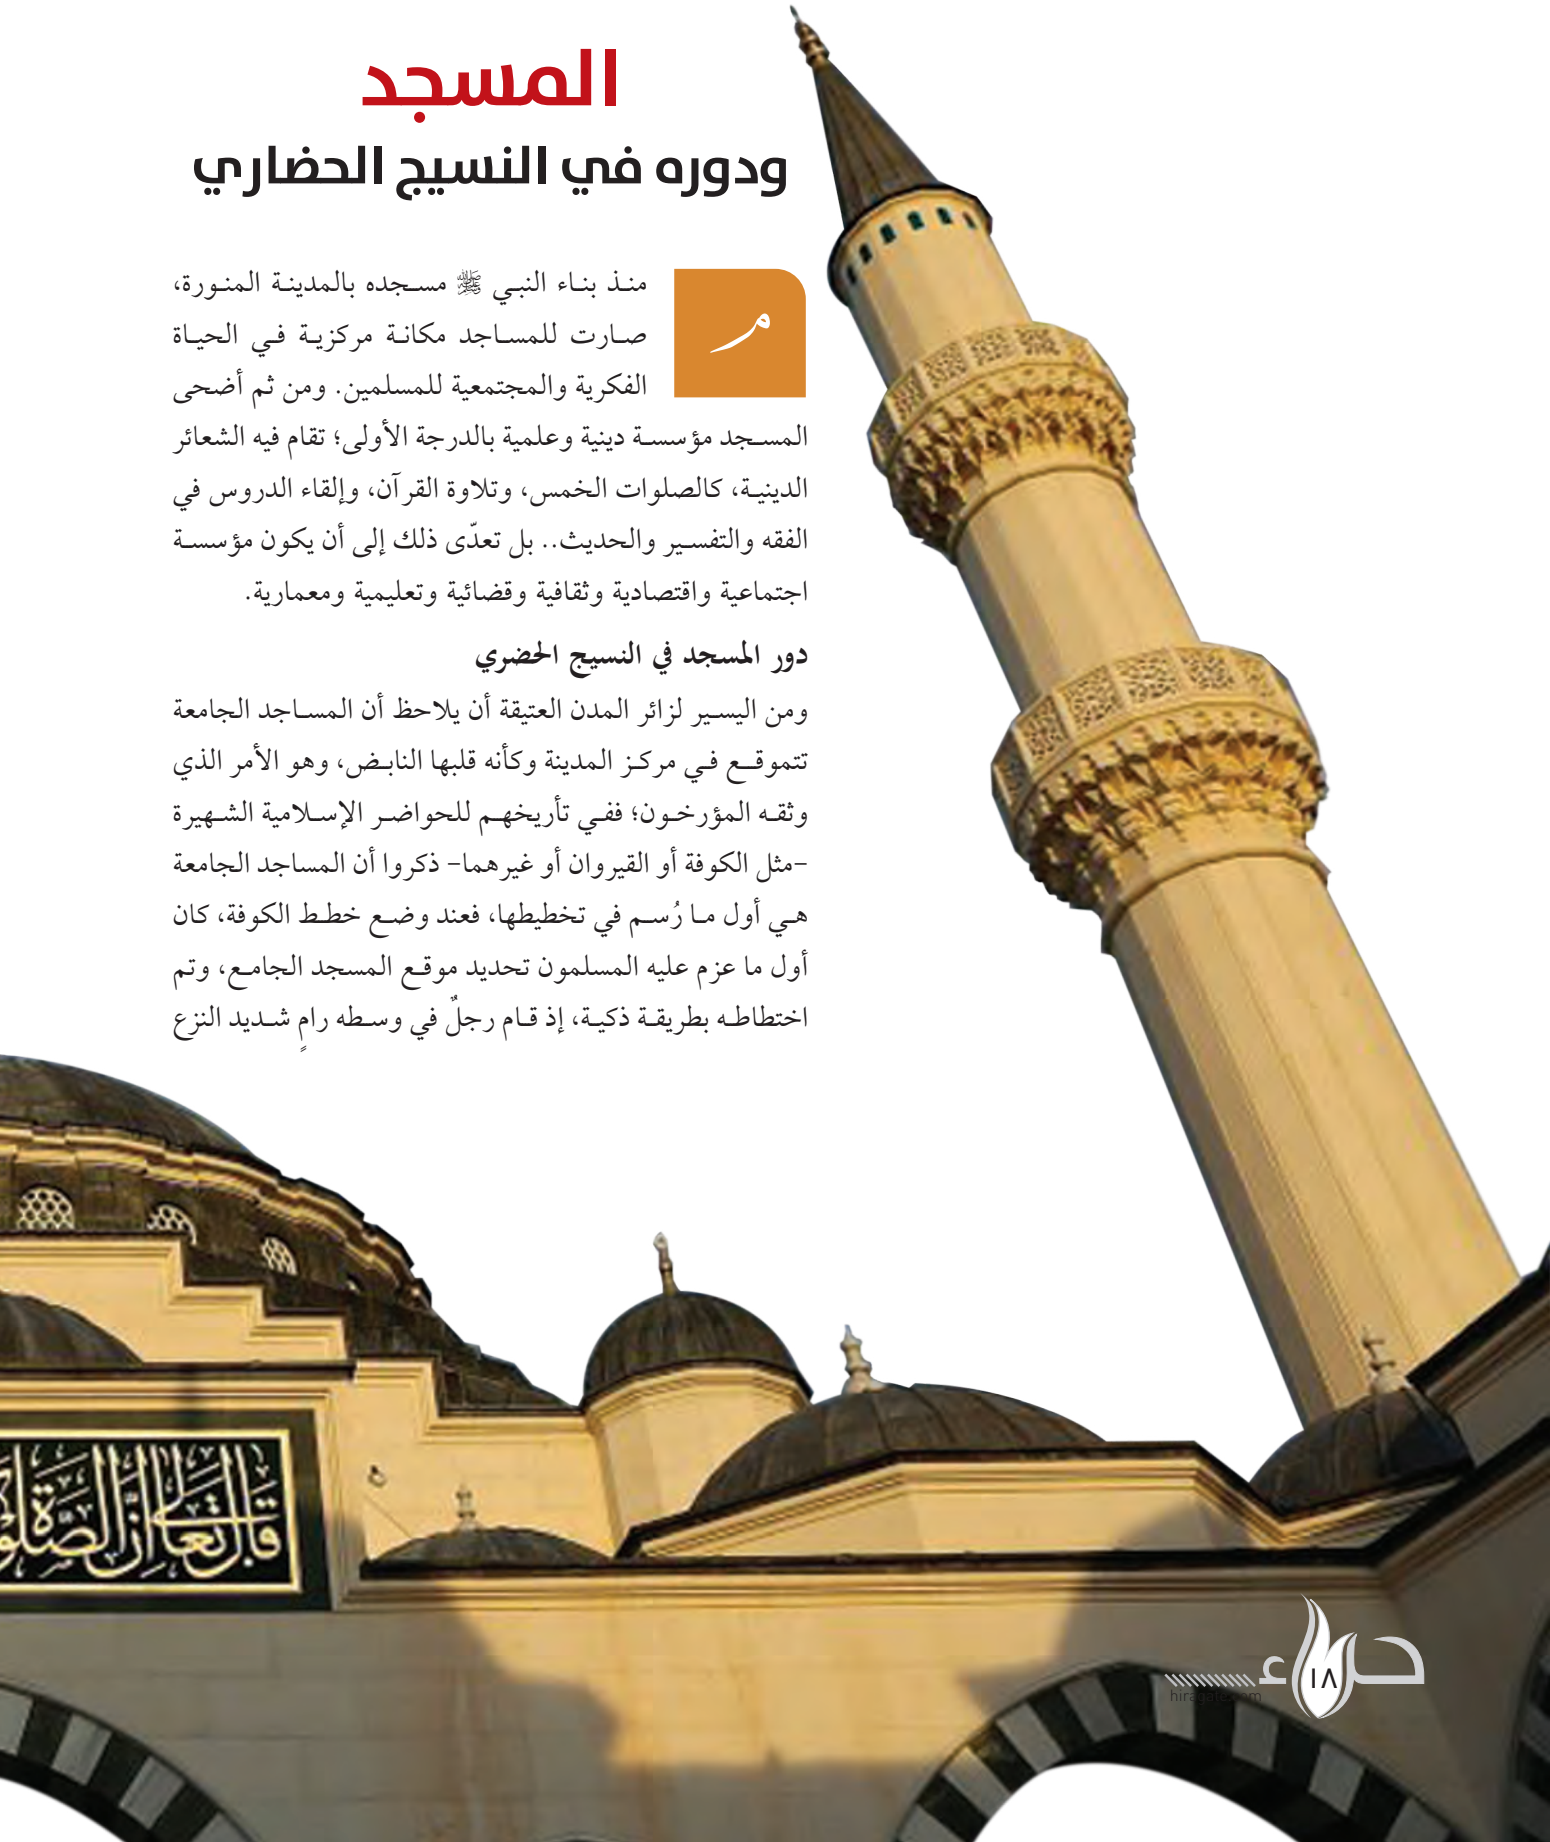 المسجد
ودوره في النسيج الحضاري
م
منذ بناء النبي ﷺ مسجده بالمدينة المنورة،
صارت للمساجد مكانة مركزية في الحياة
الفكرية والمجتمعية للمسلمين. ومن ثم أضحى
المسجد مؤسسة دينية وعلمية بالدرجة الأولى؛ تقام فيه الشعائر
الدينية، كالصلوات الخمس، وتلاوة القرآن، وإلقاء الدروس في
الفقه والتفسير والحديث.. بل تعدّى ذلك إلى أن يكون مؤسسة
اجتماعية واقتصادية وثقافية وقضائية وتعليمية ومعمارية.
دور المسجد في النسيج الحضري
ومن اليسير لزائر المدن العتيقة أن يلاحظ أن المساجد الجامعة
تتموقع في مركز المدينة وكأنه قلبها النابض، وهو الأمر الذي
وثقه المؤرخون؛ ففي تأريخهم للحواضر الإسلامية الشهيرة
-مثل الكوفة أو القيروان أو غيرهما- ذكروا أن المساجد الجامعة
هي أول ما رُسم في تخطيطها، فعند وضع خطط الكوفة، كان
أول ما عزم عليه المسلمون تحديد موقع المسجد الجامع، وتم
اختطاطه بطريقة ذكية، إذ قام رجلٌ في وسطه رامٍ شديد النزع
قال تعالى إن الصلوة
حراء
١٨
hiragate.com